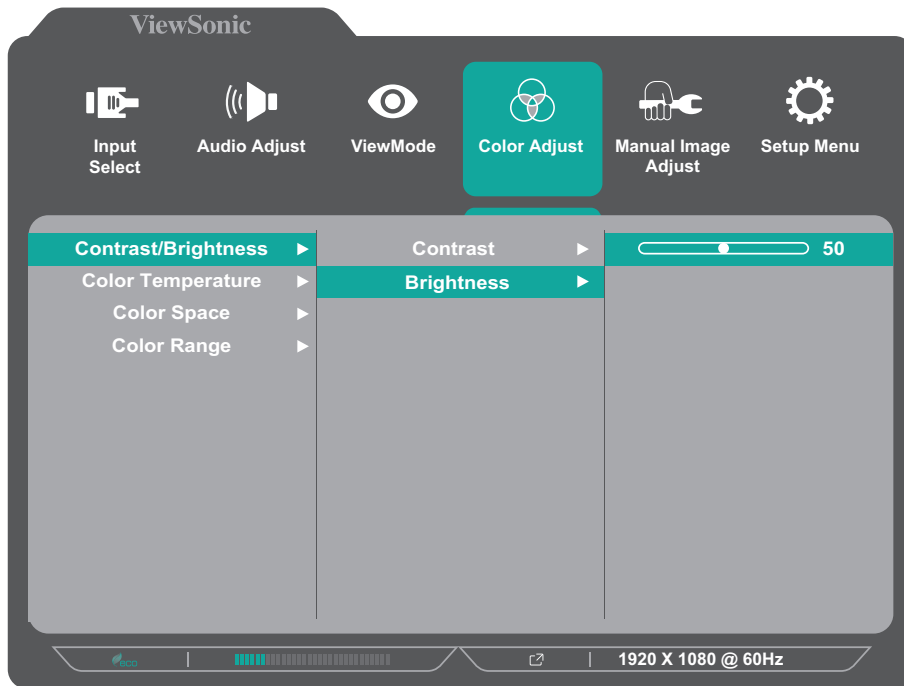 ViewSonic
Input
Select
Audio Adjust
ViewMode
Color Adjust
Manual Image
Adjust
Setup Menu
Contrast/Brightness
Contrast
50
Color Temperature
Brightness
Color Space
Color Range
eco
1920 X 1080 @ 60Hz